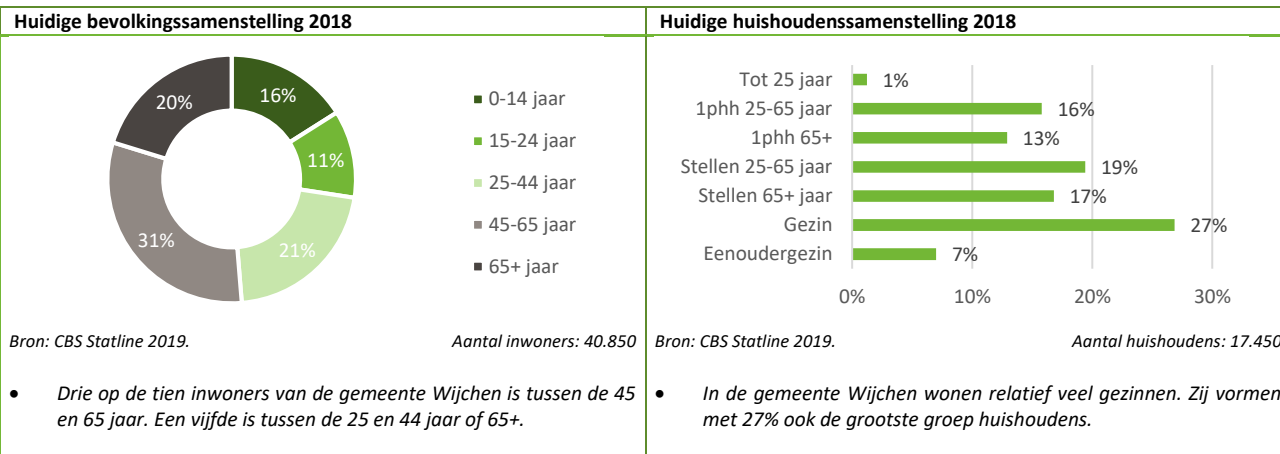 Huidige bevolkingssamenstelling 2018
16%
11%
21%
31%
20%
0-14 jaar
15-24 jaar
25-44 jaar
45-65 jaar
65+ jaar
Bron: CBS Statline 2019.
Aantal inwoners: 40.850
• Drie op de tien inwoners van de gemeente Wijchen is tussen de 45
en 65 jaar. Een vijfde is tussen de 25 en 44 jaar of 65+.
Huidige huishoudenssamenstelling 2018
Tot 25 jaar 1%
1phh 25-65 jaar 16%
1phh 65+ 13%
Stellen 25-65 jaar 19%
Stellen 65+ jaar 17%
Gezin 27%
Eenoudergezin 7%
0% 10% 20% 30%
Bron: CBS Statline 2019.
Aantal huishoudens: 17.450
• In de gemeente Wijchen wonen relatief veel gezinnen. Zij vormen
met 27% ook de grootste groep huishoudens.